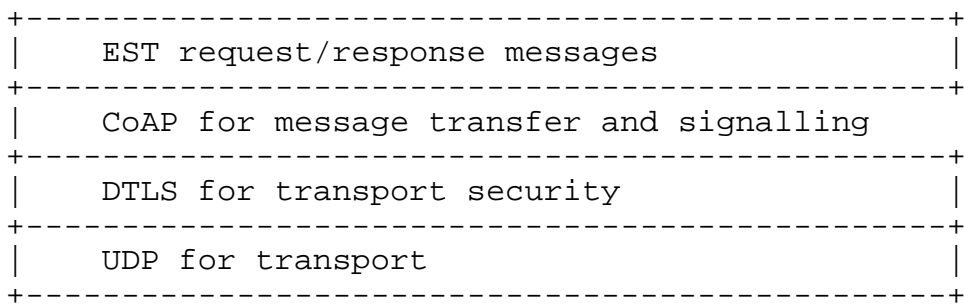 +------------------------------------------------+
|    EST request/response messages               |
+------------------------------------------------+
|    CoAP for message transfer and signalling
+------------------------------------------------+
|    DTLS for transport security                 |
+------------------------------------------------+
|    UDP for transport                           |
+------------------------------------------------+